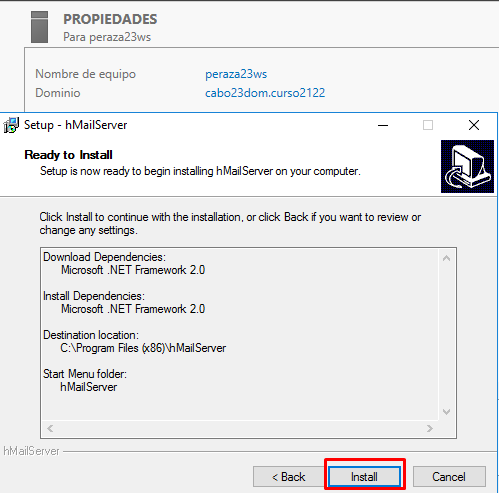 PROPIEDADES
Para peraza23ws
Nombre de equipo peraza23ws
Dominio cabo23dom.curso2122
Setup - hMailServer
Ready to Install
Setup is now ready to begin installing hMailServer on your computer.
Click Install to continue with the installation, or click Back if you want to review or
change any settings.
Download Dependencies:
Microsoft .NET Framework 2.0
Install Dependencies:
Microsoft .NET Framework 2.0
Destination location:
C:\Program Files (x86)\hMailServer
Start Menu folder:
hMailServer
hMailServer
< Back Install Cancel